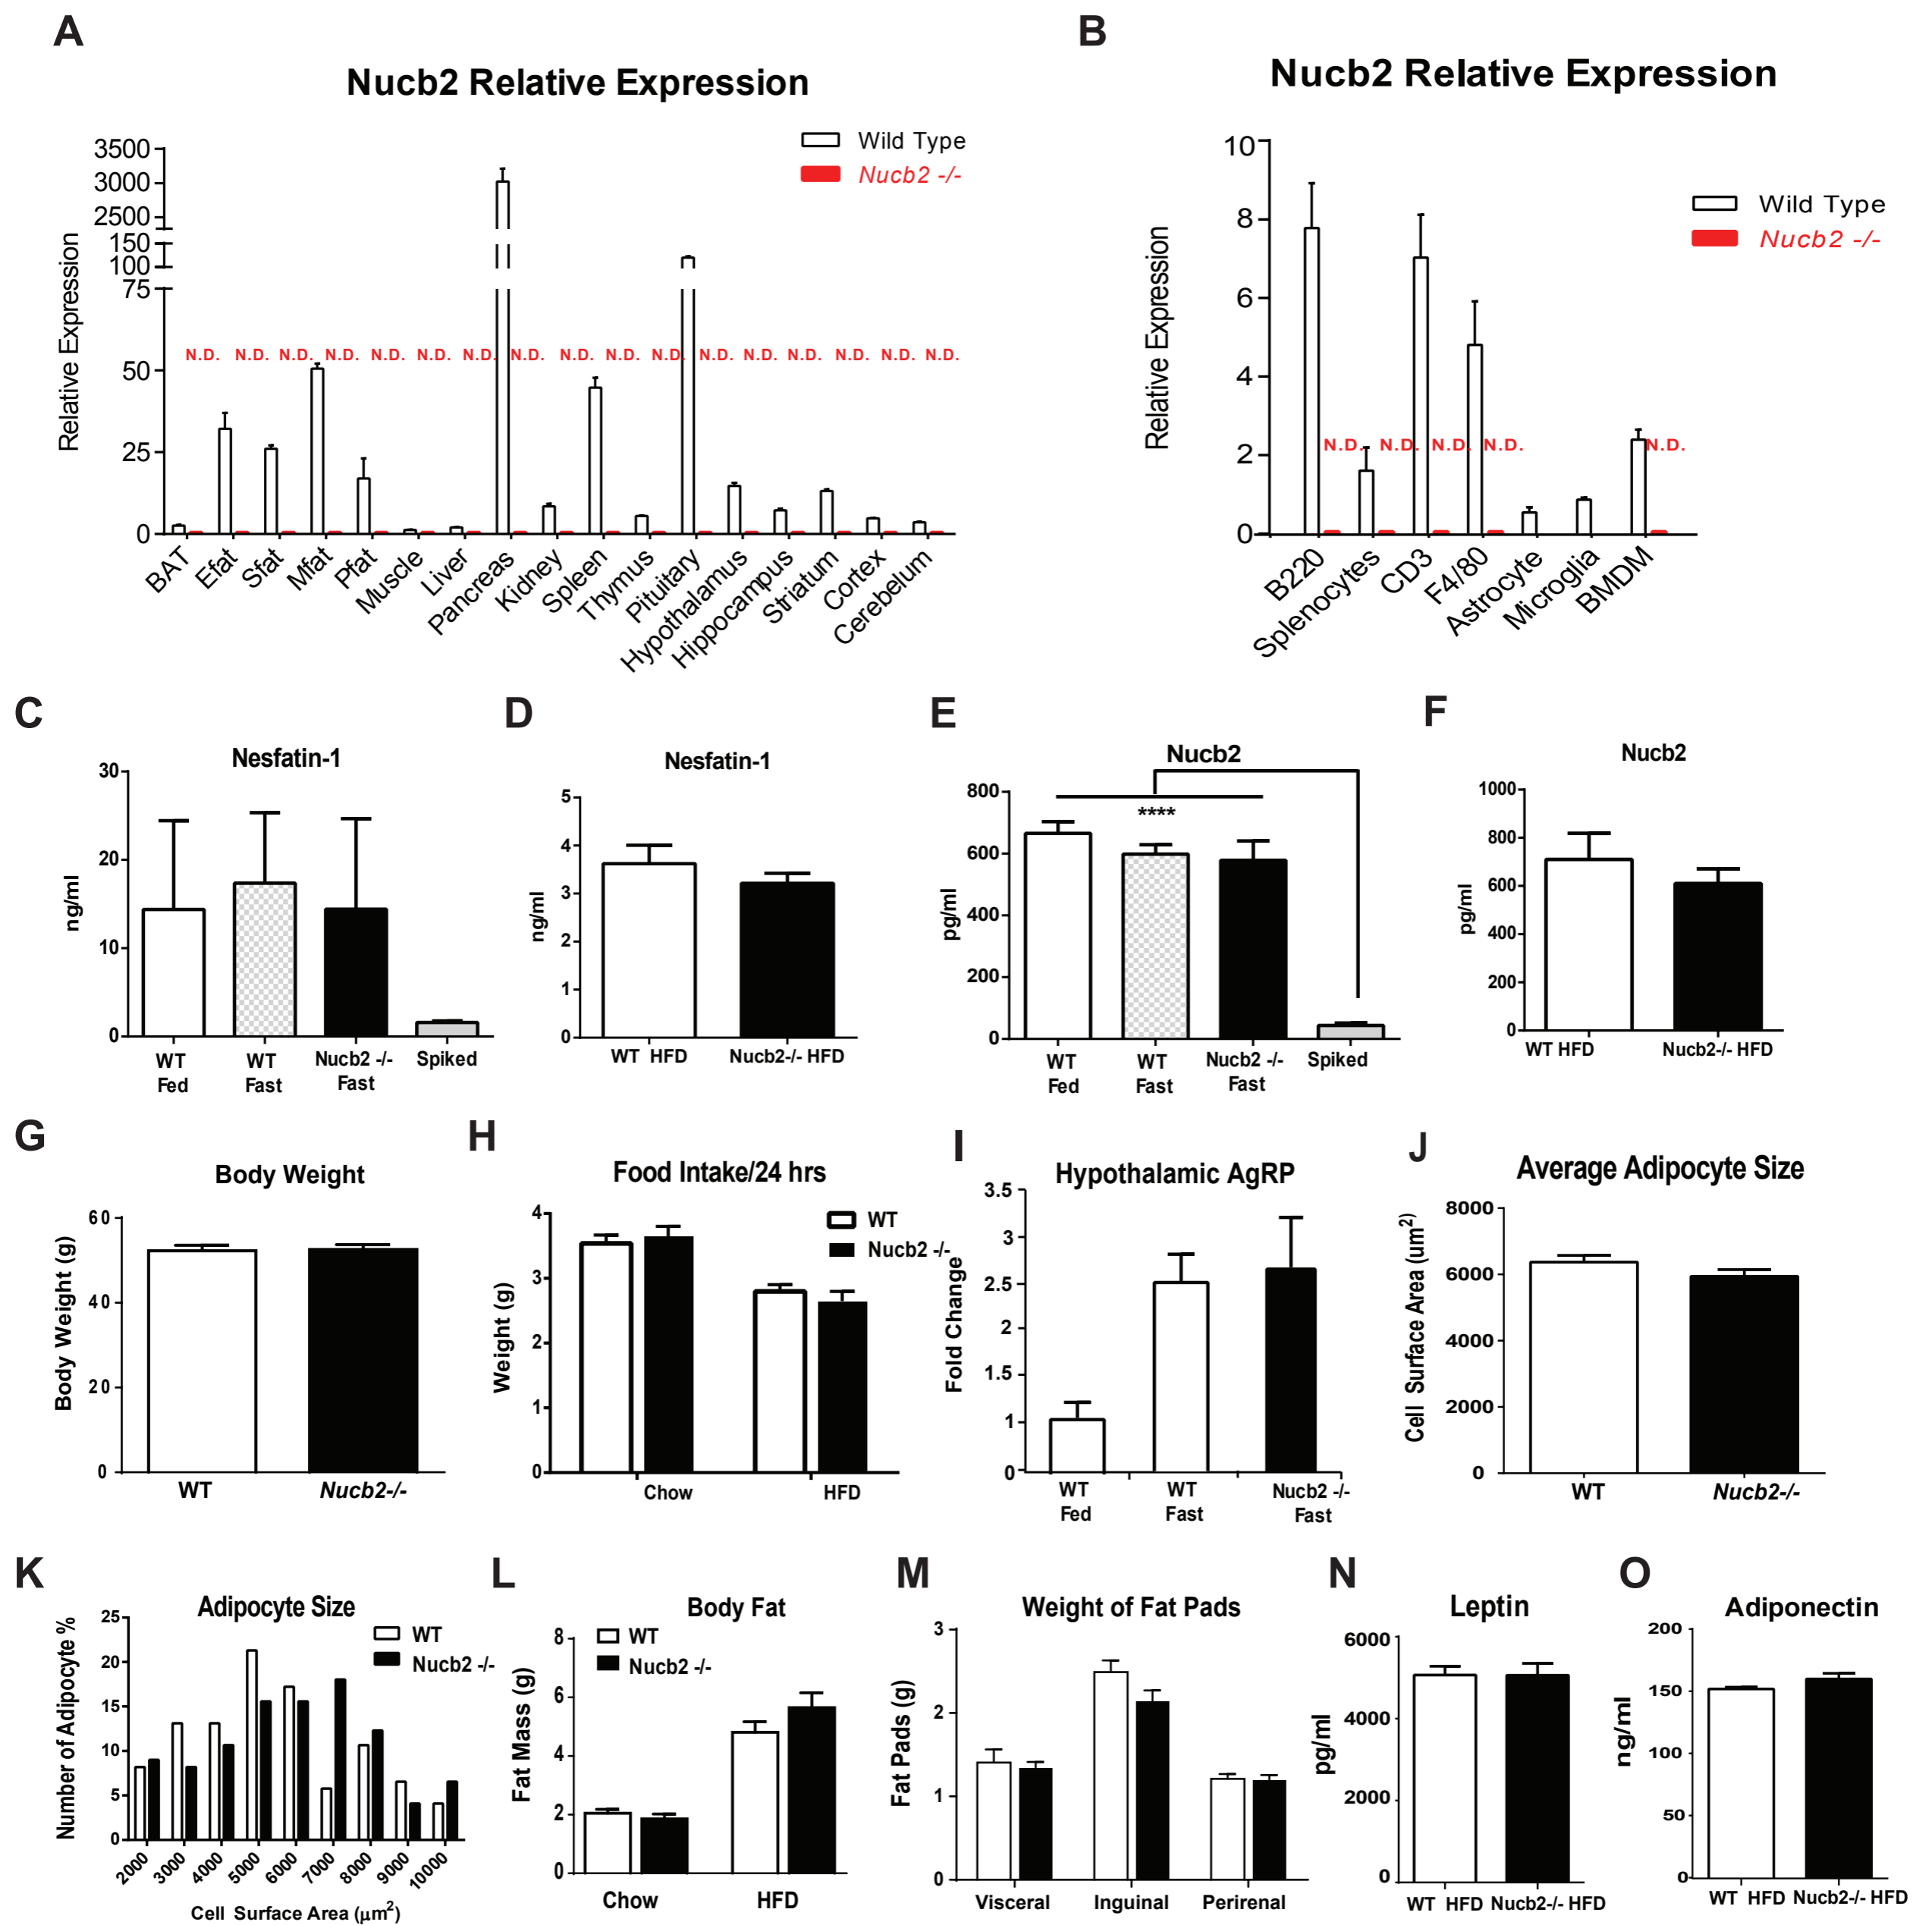 A
Nucb2 Relative Expression
Wild Type
Nucb2 -/-
Relative Expression
3500
3000
2500
150
100
75
50
25
0
N.D. N.D. N.D. N.D. N.D. N.D. N.D. N.D. N.D. N.D. N.D. N.D. N.D. N.D. N.D. N.D. N.D.
BAT Efat Sfat Mfat Pfat Muscle Liver Pancreas Kidney Spleen Thymus Pituitary Hypothalamus Hippocampus Striatum Cortex Cerebelum
B
Nucb2 Relative Expression
Wild Type
Nucb2 -/-
Relative Expression
10
8
6
4
2
0
N.D. N.D. N.D. N.D. N.D.
B220 Splenocytes CD3 F4/80 Astrocyte Microglia BMDM
C
Nesfatin-1
ng/ml
30
20
10
0
WT WT Nucb2 -/- Spiked
Fed Fast Fast
D
Nesfatin-1
ng/ml
5
4
3
2
1
0
WT HFD Nucb2-/- HFD
E
Nucb2
****
pg/ml
800
600
400
200
0
WT WT Nucb2 -/- Spiked
Fed Fast Fast
F
Nucb2
pg/ml
1000
800
600
400
200
0
WT HFD Nucb2-/- HFD
G
Body Weight
Body Weight (g)
60
40
20
0
WT Nucb2-/-
H
Food Intake/24 hrs
WT
Nucb2 -/-
Weight (g)
4
3
2
1
0
Chow HFD
I
Hypothalamic AgRP
Fold Change
3.5
3
2.5
2
1.5
1
0
WT WT Nucb2 -/-
Fed Fast Fast
J
Average Adipocyte Size
Cell Surface Area (um2)
8000
6000
4000
2000
0
WT Nucb2-/-
K
Adipocyte Size
WT
Nucb2 -/-
Number of Adipocyte %
25
20
15
10
5
0
2000 3000 4000 5000 6000 7000 8000 9000 10000
Cell Surface Area (μm2)
L
Body Fat
WT
Nucb2 -/-
Fat Mass (g)
8
6
4
2
0
Chow HFD
M
Weight of Fat Pads
Fat Pads (g)
3
2
1
0
Visceral Inguinal Perirenal
N
Leptin
pg/ml
6000
4000
2000
0
WT HFD Nucb2-/- HFD
O
Adiponectin
ng/ml
200
150
100
50
0
WT HFD Nucb2-/- HFD